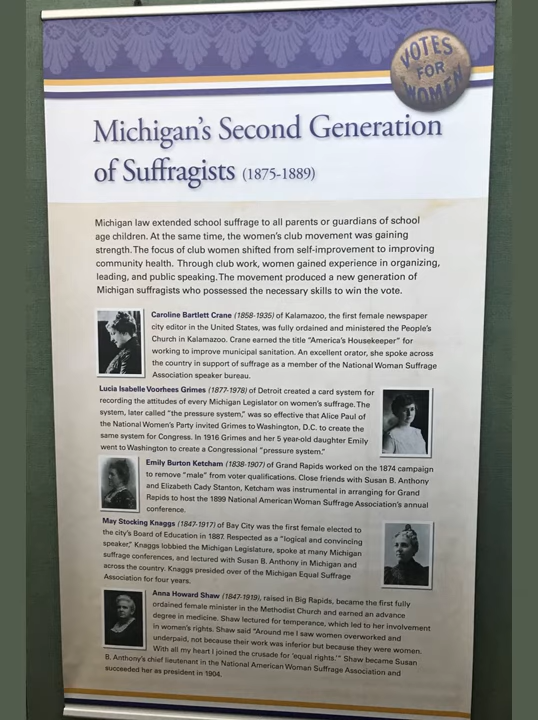 VOTES
FOR
WOMEN
Michigan's Second Generation
of Suffragists (1875-1889)
Michigan law extended school suffrage to all parents or guardians of school
age children. At the same time, the women's club movement was gaining
strength. The focus of club women shifted from self-improvement to improving
community health. Through club work, women gained experience in organizing,
leading, and public speaking. The movement produced a new generation of
Michigan suffragists who possessed the necessary skills to win the vote.
Caroline Bartlett Crane (1858-1935) of Kalamazoo, the first female newspaper
city editor in the United States, was fully ordained and ministered the People's
Church in Kalamazoo. Crane earned the title "America's Housekeeper" for
working to improve municipal sanitation. An excellent orator, she spoke across
the country in support of suffrage as a member of the National Woman Suffrage
Association speaker bureau.
Lucia Isabelle Voorhees Grimes (1877-1978) of Detroit created a card system for
recording the attitudes of every Michigan Legislator on women's suffrage. The
system, later called "the pressure system," was so effective that Alice Paul of
the National Women's Party invited Grimes to Washington, D.C. to create the
same system for Congress. In 1916 Grimes and her 5 year-old daughter Emily
went to Washington to create a Congressional "pressure system."
Emily Burton Ketcham (1838-1907) of Grand Rapids worked on the 1874 campaign
to remove "male" from voter qualifications. Close friends with Susan B. Anthony
and Elizabeth Cady Stanton, Ketcham was instrumental in arranging for Grand
Rapids to host the 1899 National American Woman Suffrage Association's annual
conference.
May Stocking Knaggs (1847-1917) of Bay City was the first female elected to
the city's Board of Education in 1887. Respected as a "logical and convincing
speaker," Knaggs lobbied the Michigan Legislature, spoke at many Michigan
suffrage conferences, and lectured with Susan B. Anthony in Michigan and
across the country. Knaggs presided over of the Michigan Equal Suffrage
Association for four years.
Anna Howard Shaw (1847-1919), raised in Big Rapids, became the first fully
ordained female minister in the Methodist Church and earned an advance
degree in medicine. Shaw lectured for temperance, which led to her involvement
in women's rights. Shaw said "Around me I saw women overworked and
underpaid, not because their work was inferior but because they were women.
With all my heart I joined the crusade for 'equal rights.'" Shaw became Susan
B. Anthony's chief lieutenant in the National American Woman Suffrage Association and
succeeded her as president in 1904.